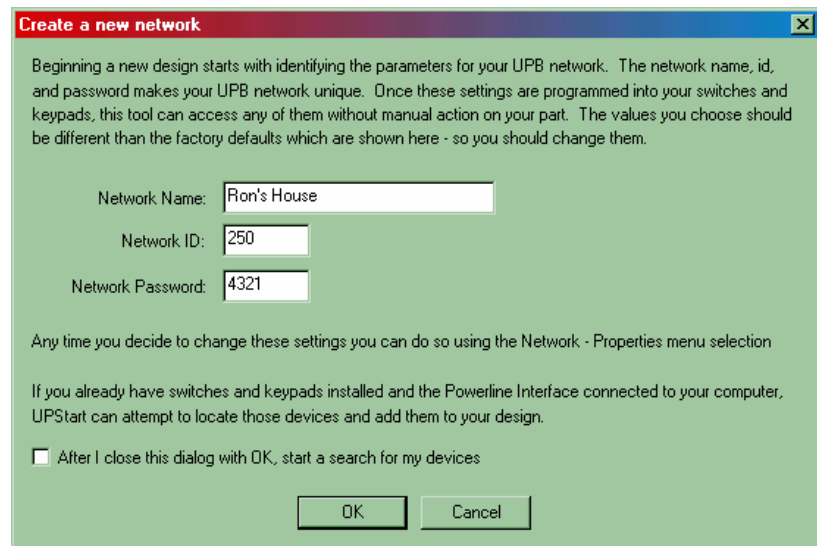 Create a new network
Beginning a new design starts with identifying the parameters for your UPB network.  The network name, id,
and password makes your UPB network unique.  Once these settings are programmed into your switches and
keypads, this tool can access any of them without manual action on your part.  The values you choose should
be different than the factory defaults which are shown here - so you should change them.
Network Name: Ron's House
Network ID: 250
Network Password: 4321
Any time you decide to change these settings you can do so using the Network - Properties menu selection
If you already have switches and keypads installed and the Powerline Interface connected to your computer,
UPStart can attempt to locate those devices and add them to your design.
After I close this dialog with OK, start a search for my devices
OK Cancel